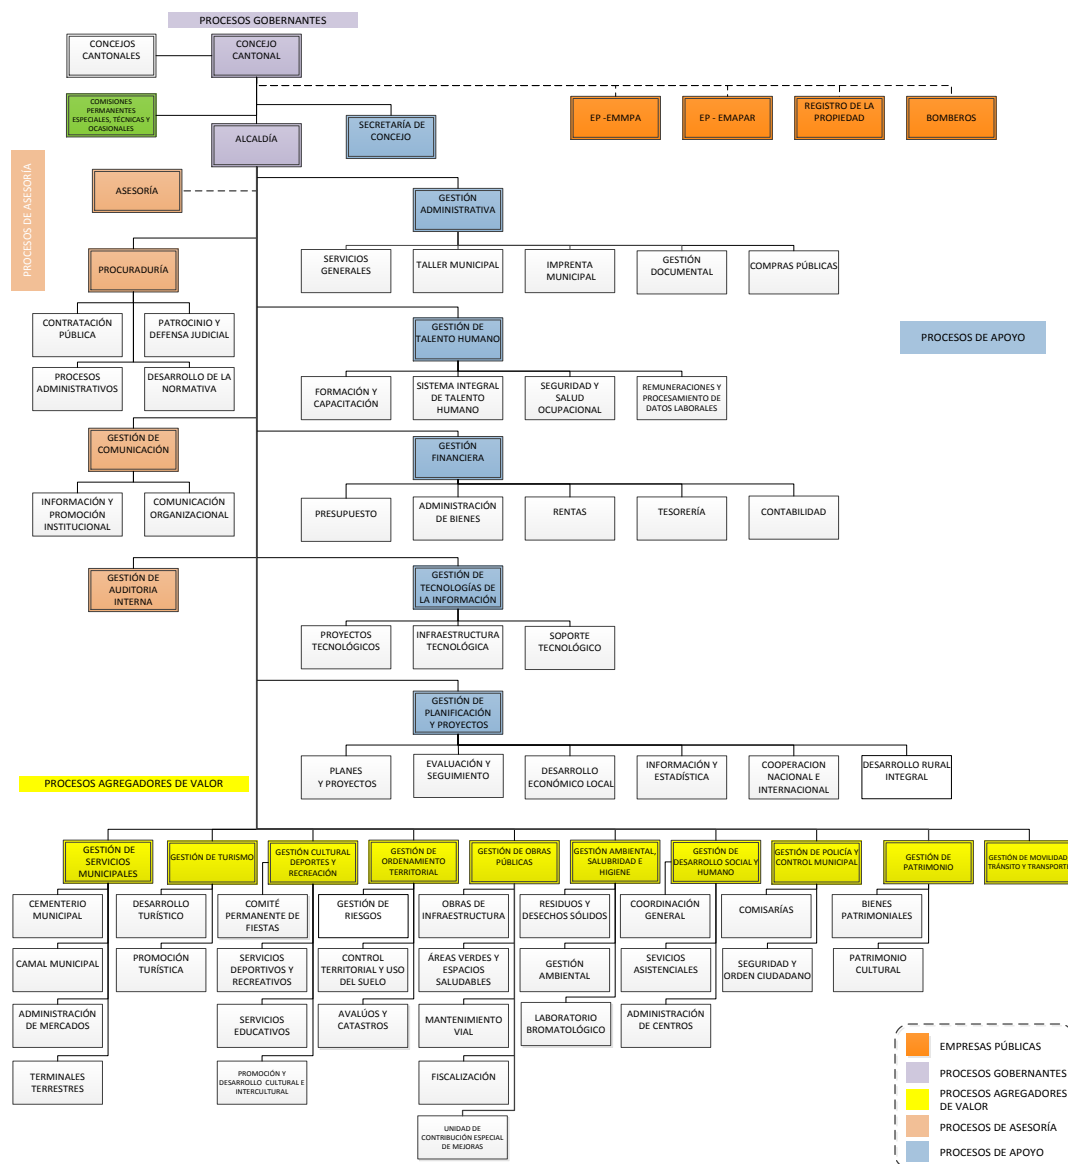 PROCESOS GOBERNANTES
CONCEJOS
CANTONALES
CONCEJO
CANTONAL
COMISIONES
PERMANENTES
ESPECIALES, TÉCNICAS Y
OCASIONALES
SECRETARÍA DE
CONCEJO
EP -EMMPA
EP - EMAPAR
REGISTRO DE LA
PROPIEDAD
BOMBEROS
ALCALDÍA
PROCESOS DE ASESORÍA
ASESORÍA
GESTIÓN
ADMINISTRATIVA
SERVICIOS
GENERALES
TALLER MUNICIPAL
IMPRENTA
MUNICIPAL
GESTIÓN
DOCUMENTAL
COMPRAS PÚBLICAS
PROCURADURÍA
CONTRATACIÓN
PÚBLICA
PATROCINIO Y
DEFENSA JUDICIAL
PROCESOS
ADMINISTRATIVOS
DESARROLLO DE LA
NORMATIVA
GESTIÓN DE
TALENTO HUMANO
PROCESOS DE APOYO
FORMACIÓN Y
CAPACITACIÓN
SISTEMA INTEGRAL
DE TALENTO
HUMANO
SEGURIDAD Y
SALUD
OCUPACIONAL
REMUNERACIONES Y
PROCESAMIENTO DE
DATOS LABORALES
GESTIÓN DE
COMUNICACIÓN
INFORMACIÓN Y
PROMOCIÓN
INSTITUCIONAL
COMUNICACIÓN
ORGANIZACIONAL
GESTIÓN
FINANCIERA
PRESUPUESTO
ADMINISTRACIÓN
DE BIENES
RENTAS
TESORERÍA
CONTABILIDAD
GESTIÓN DE
AUDITORIA
INTERNA
GESTIÓN DE
TECNOLOGÍAS DE
LA INFORMACIÓN
PROYECTOS
TECNOLÓGICOS
INFRAESTRUCTURA
TECNOLÓGICA
SOPORTE
TECNOLÓGICO
GESTIÓN DE
PLANIFICACIÓN
Y PROYECTOS
PLANES
Y PROYECTOS
EVALUACIÓN Y
SEGUIMIENTO
DESARROLLO
ECONÓMICO LOCAL
INFORMACIÓN Y
ESTADÍSTICA
COOPERACION
NACIONAL E
INTERNACIONAL
DESARROLLO RURAL
INTEGRAL
PROCESOS AGREGADORES DE VALOR
GESTIÓN DE
SERVICIOS
MUNICIPALES
GESTIÓN DE TURISMO
GESTIÓN CULTURAL
DEPORTES Y
RECREACIÓN
GESTIÓN DE
ORDENAMIENTO
TERRITORIAL
GESTIÓN DE OBRAS
PÚBLICAS
GESTIÓN AMBIENTAL,
SALUBRIDAD E
HIGIENE
GESTIÓN DE
DESARROLLO SOCIAL Y
HUMANO
GESTIÓN DE POLICÍA Y
CONTROL MUNICIPAL
GESTIÓN DE
PATRIMONIO
GESTIÓN DE MOVILIDAD
TRÁNSITO Y TRANSPORTE
CEMENTERIO
MUNICIPAL
DESARROLLO
TURÍSTICO
COMITÉ
PERMANENTE DE
FIESTAS
GESTIÓN DE
RIESGOS
OBRAS DE
INFRAESTRUCTURA
RESIDUOS Y
DESECHOS SÓLIDOS
COORDINACIÓN
GENERAL
COMISARÍAS
BIENES
PATRIMONIALES
CAMAL MUNICIPAL
PROMOCIÓN
TURÍSTICA
SERVICIOS
DEPORTIVOS Y
RECREATIVOS
CONTROL
TERRITORIAL Y USO
DEL SUELO
ÁREAS VERDES Y
ESPACIOS
SALUDABLES
GESTIÓN
AMBIENTAL
SEVICIOS
ASISTENCIALES
SEGURIDAD Y
ORDEN CIUDADANO
PATRIMONIO
CULTURAL
ADMINISTRACIÓN
DE MERCADOS
SERVICIOS
EDUCATIVOS
AVALÚOS Y
CATASTROS
MANTENIMIENTO
VIAL
LABORATORIO
BROMATOLÓGICO
ADMINISTRACIÓN
DE CENTROS
TERMINALES
TERRESTRES
PROMOCIÓN Y
DESARROLLO CULTURAL E
INTERCULTURAL
FISCALIZACIÓN
UNIDAD DE
CONTRIBUCIÓN ESPECIAL
DE MEJORAS
EMPRESAS PÚBLICAS
PROCESOS GOBERNANTES
PROCESOS AGREGADORES
DE VALOR
PROCESOS DE ASESORÍA
PROCESOS DE APOYO